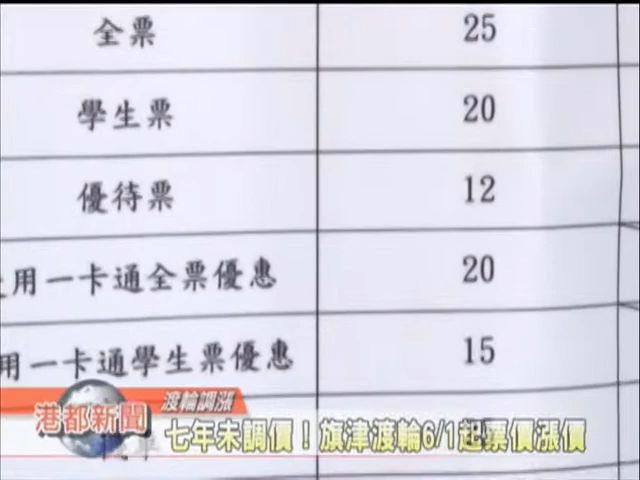 全票 25
學生票 20
優待票 12
用一卡通全票優惠 20
用一卡通學生票優惠 15
渡輪調漲
港都新聞
七年未調價！旗津渡輪6/1起票價漲價